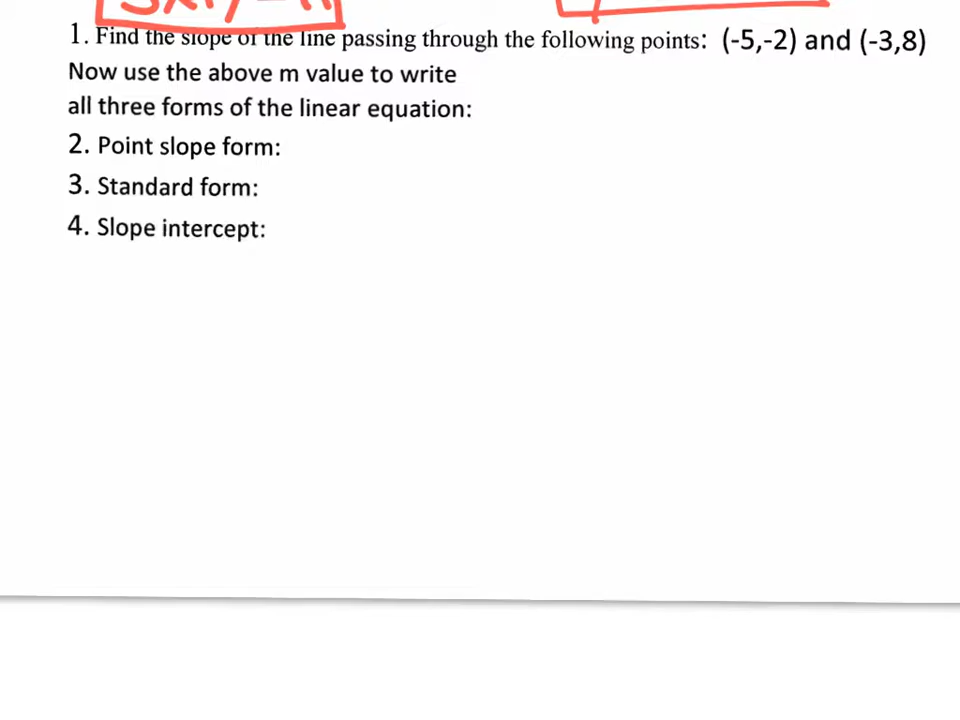 1. Find the slope of the line passing through the following points: (-5,-2) and (-3,8)
Now use the above m value to write
all three forms of the linear equation:
2. Point slope form:
3. Standard form:
4. Slope intercept: